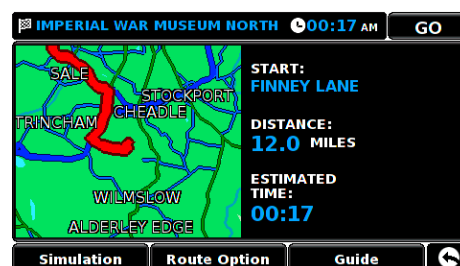 IMPERIAL WAR MUSEUM NORTH 00:17 AM GO
SALE
STOCKPORT
CHEADLE
TRINCHAM
WILMSLOW
ALDERLEY EDGE
START:
FINNEY LANE
DISTANCE:
12.0 MILES
ESTIMATED
TIME:
00:17
Simulation Route Option Guide